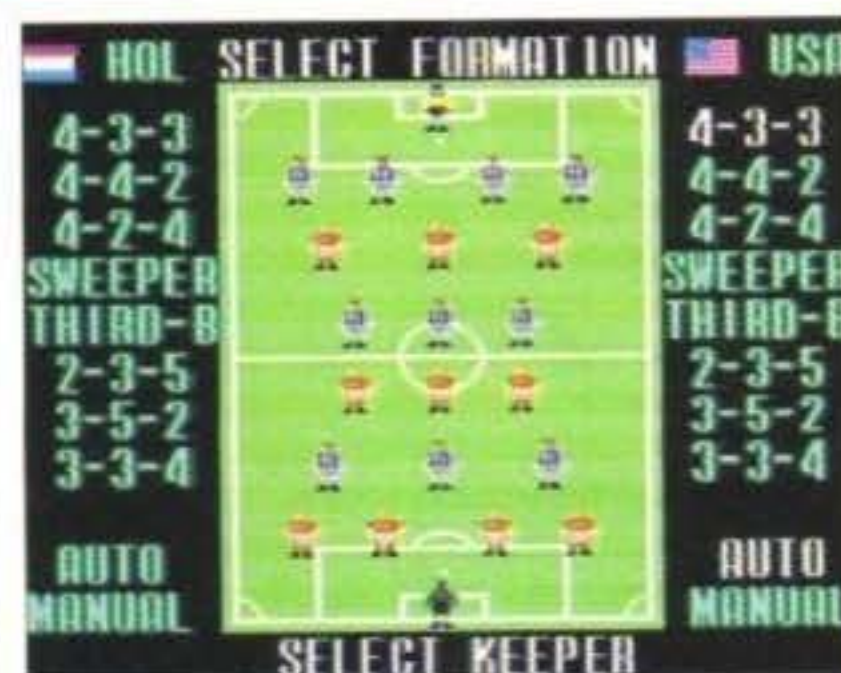 HOL SELECT FORMATION USA
4-3-3
4-4-2
4-2-4
SWEEPER
THIRD-B
2-3-5
3-5-2
3-3-4
AUTO
MANUAL
4-3-3
4-4-2
4-2-4
SWEEPER
THIRD-B
2-3-5
3-5-2
3-3-4
AUTO
MANUAL
SELECT KEEPER